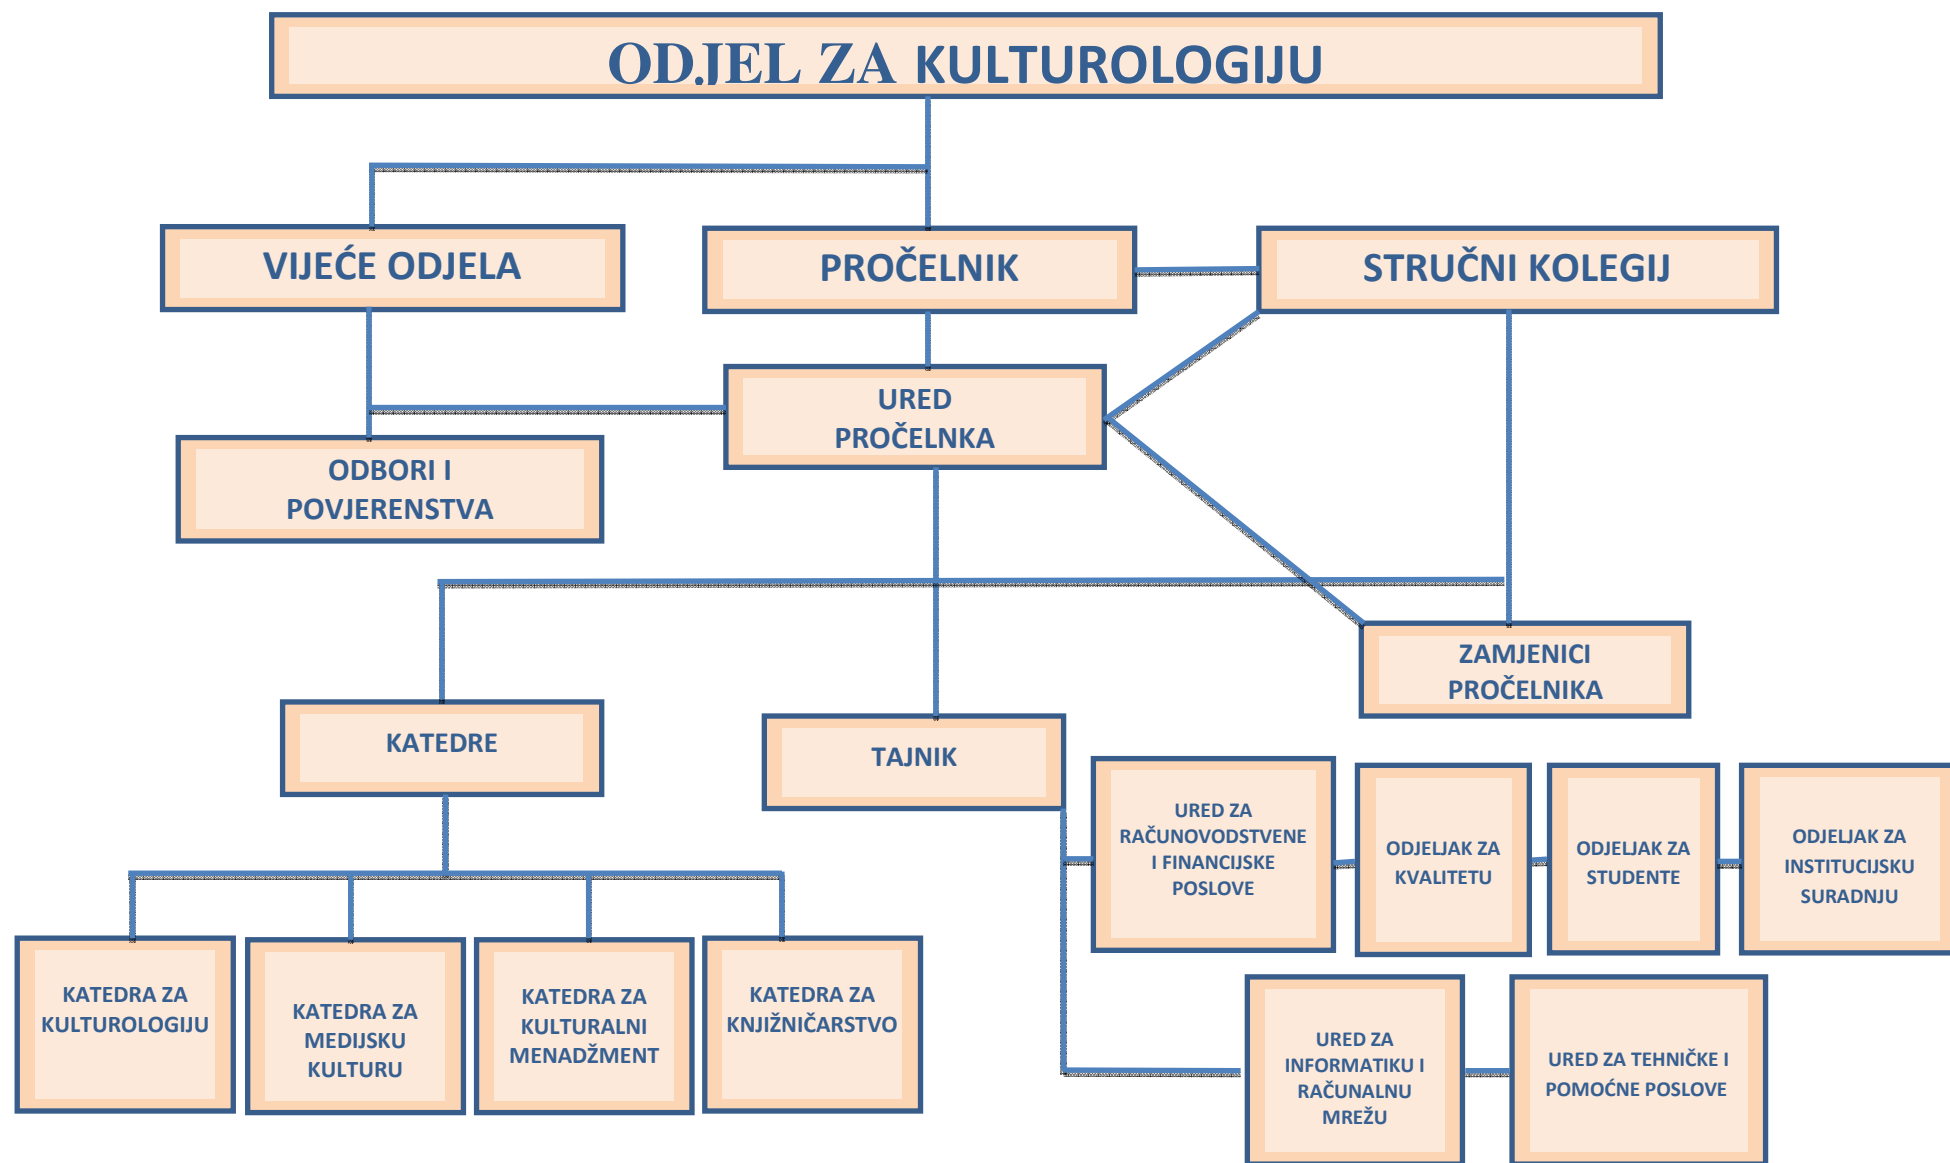 ODJEL ZA KULTUROLOGIJU
VIJEĆE ODJELA
PROČELNIK
STRUČNI KOLEGIJ
URED
PROČELNKA
ODBORI I
POVJERENSTVA
ZAMJENICI
PROČELNIKA
KATEDRE
TAJNIK
URED ZA
RAČUNOVODSTVENE
I FINANCIJSKE
POSLOVE
ODJELJAK ZA
KVALITETU
ODJELJAK ZA
STUDENTE
ODJELJAK ZA
INSTITUCIJSKU
SURADNJU
KATEDRA ZA
KULTUROLOGIJU
KATEDRA ZA
MEDIJSKU
KULTURU
KATEDRA ZA
KULTURALNI
MENADŽMENT
KATEDRA ZA
KNJIŽNIČARSTVO
URED ZA
INFORMATIKU I
RAČUNALNU
MREŽU
URED ZA TEHNIČKE I
POMOĆNE POSLOVE